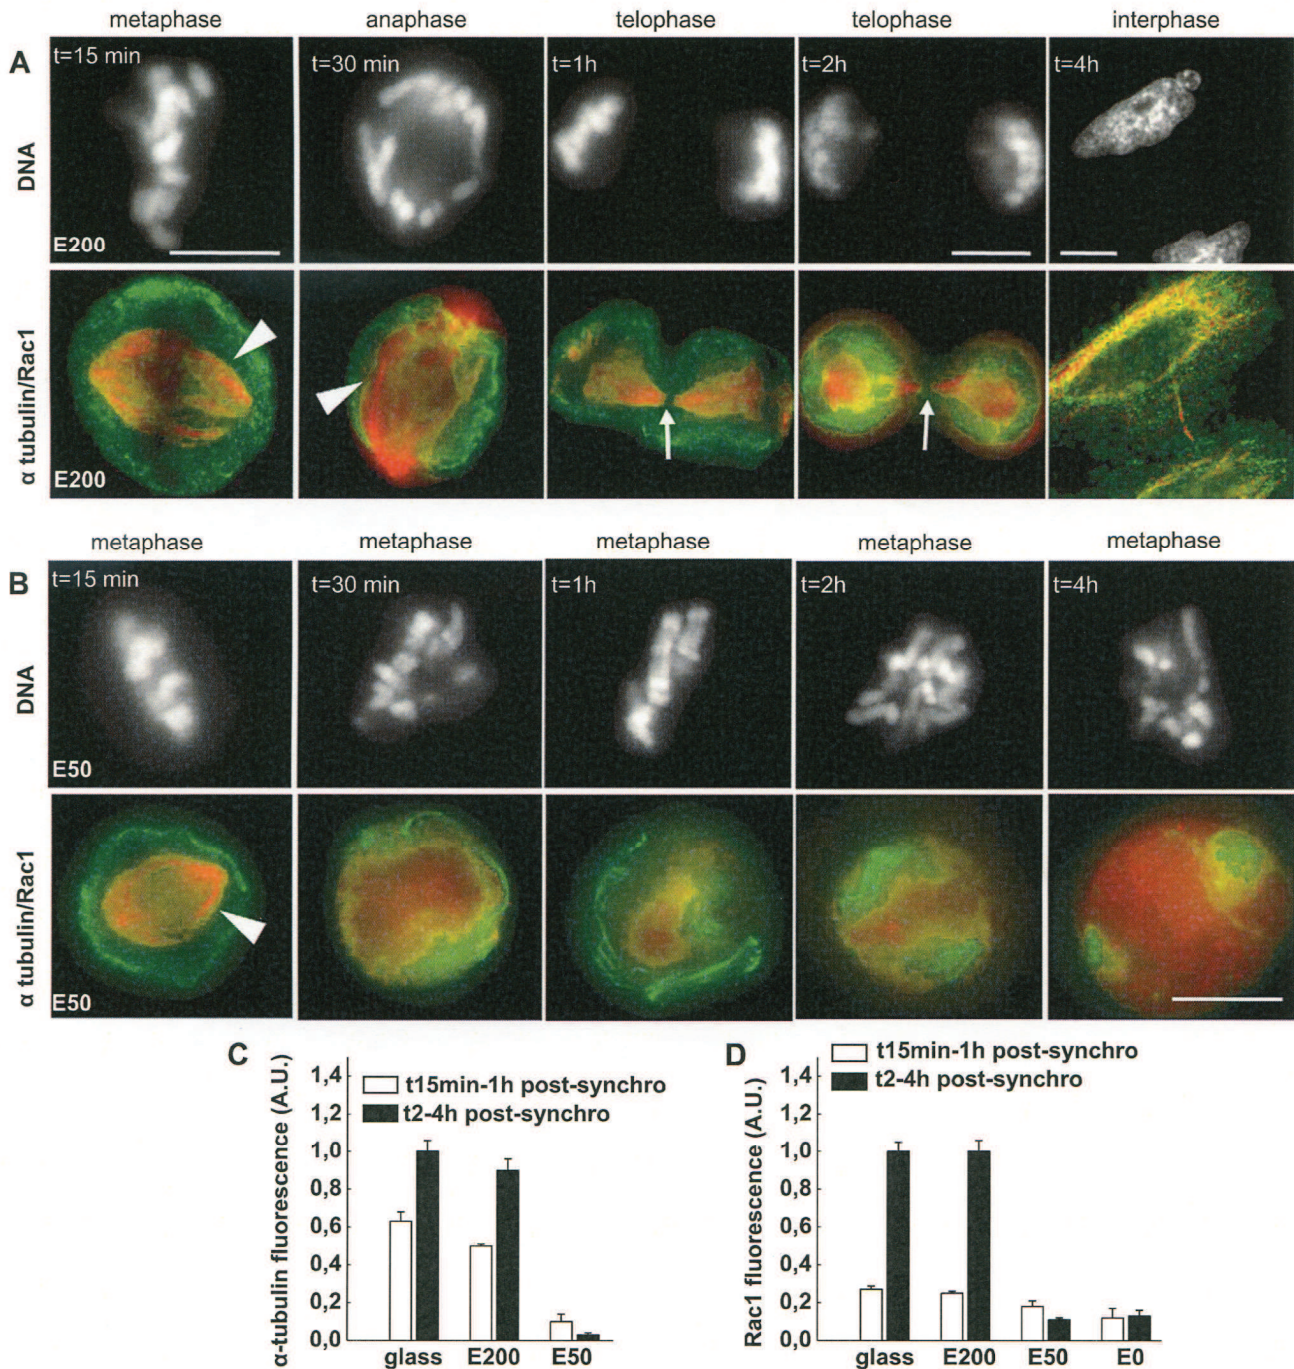 metaphase anaphase telophase telophase interphase
A
DNA
t=15 min t=30 min t=1h t=2h t=4h
E200
α tubulin/Rac1
E200
metaphase metaphase metaphase metaphase metaphase
B
DNA
t=15 min t=30 min t=1h t=2h t=4h
E50
α tubulin/Rac1
E50
C
α-tubulin fluorescence (A.U.)
t15min-1h post-synchro
t2-4h post-synchro
1,4
1,2
1,0
0,8
0,6
0,4
0,2
0,0
glass E200 E50
D
Rac1 fluorescence (A.U.)
t15min-1h post-synchro
t2-4h post-synchro
1,4
1,2
1,0
0,8
0,6
0,4
0,2
0,0
glass E200 E50 E0